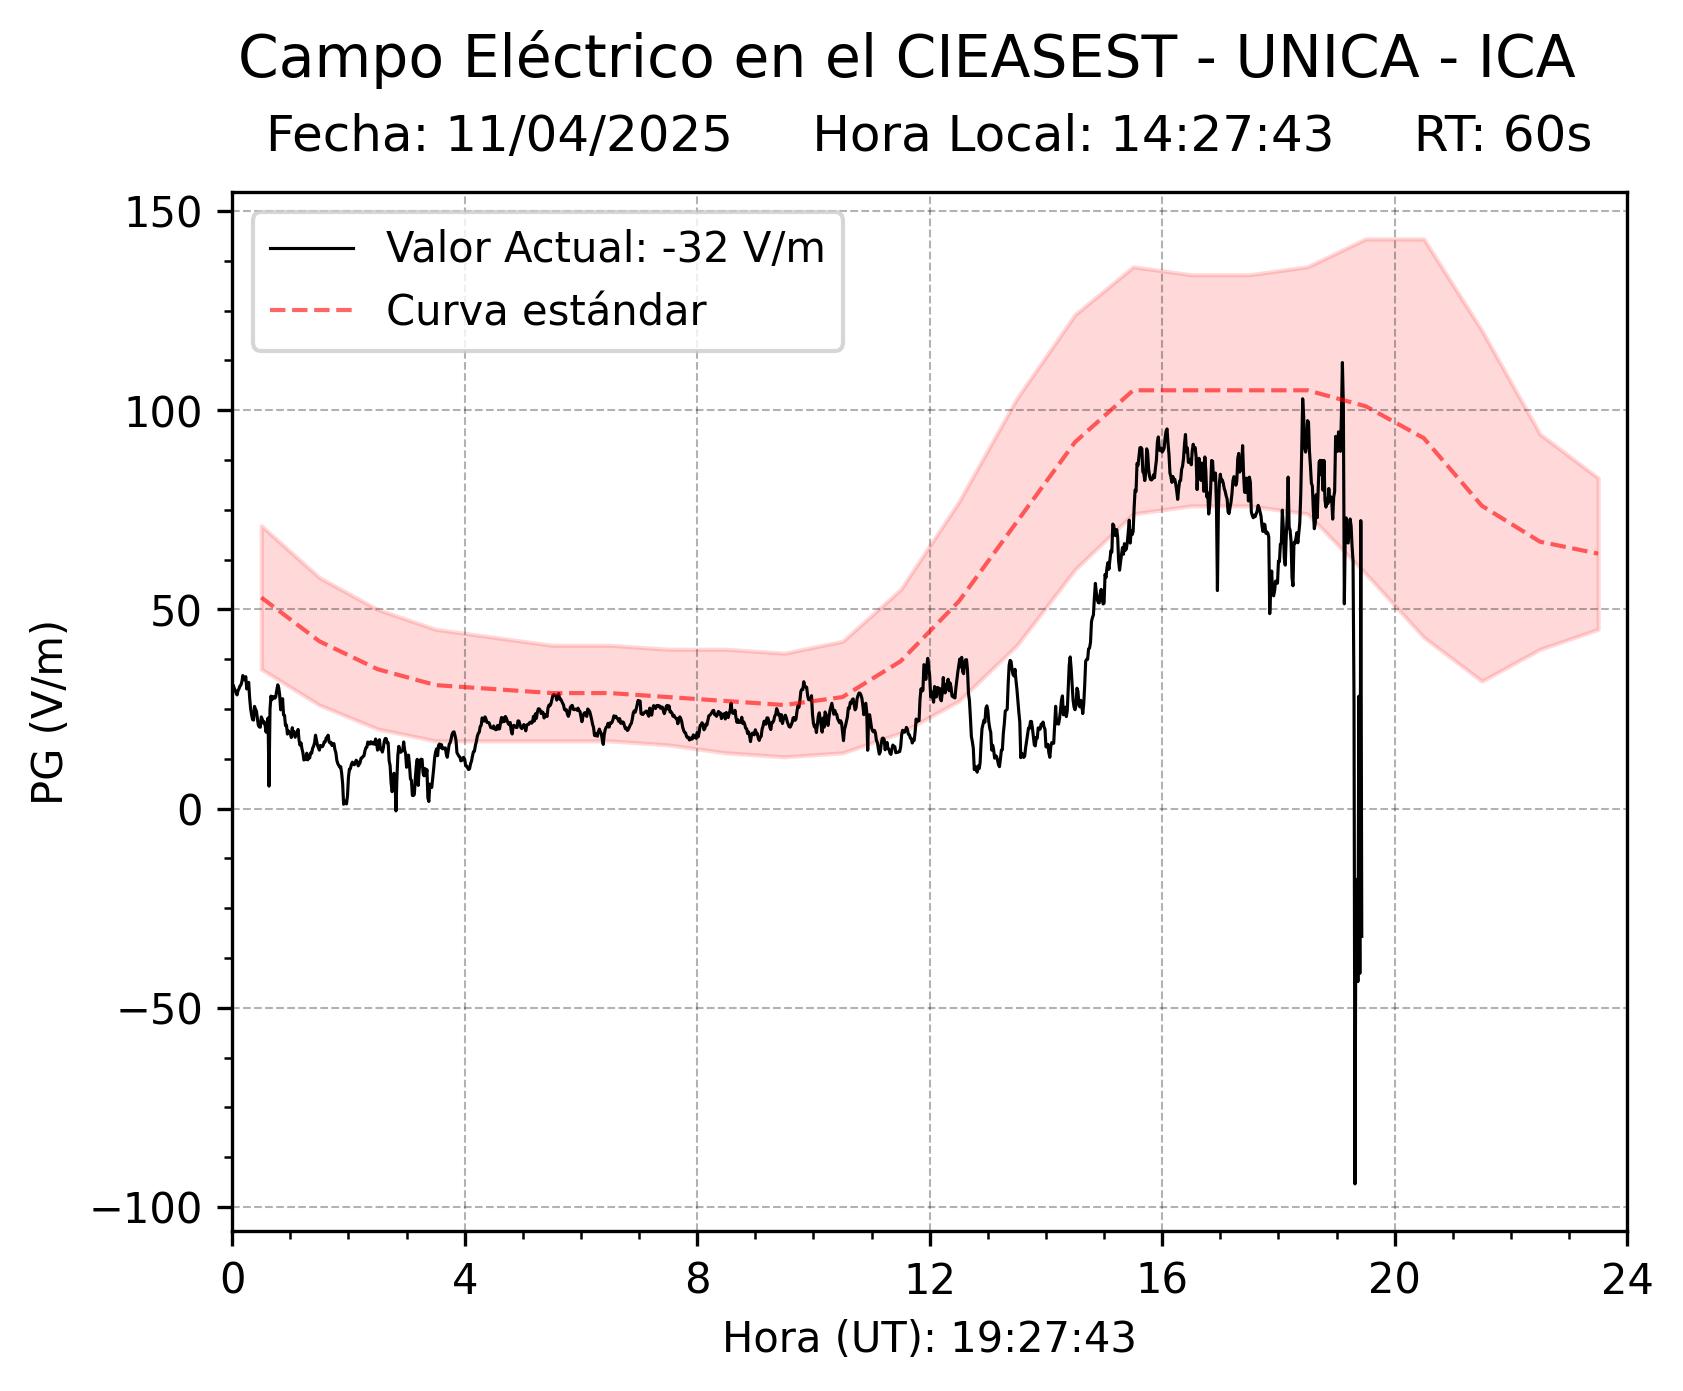 Campo Eléctrico en el CIEASEST - UNICA - ICA
Fecha: 11/04/2025 Hora Local: 14:27:43 RT: 60s
Valor Actual: -32 V/m
Curva estándar
PG (V/m)
150
100
50
0
−50
−100
0 4 8 12 16 20 24
Hora (UT): 19:27:43